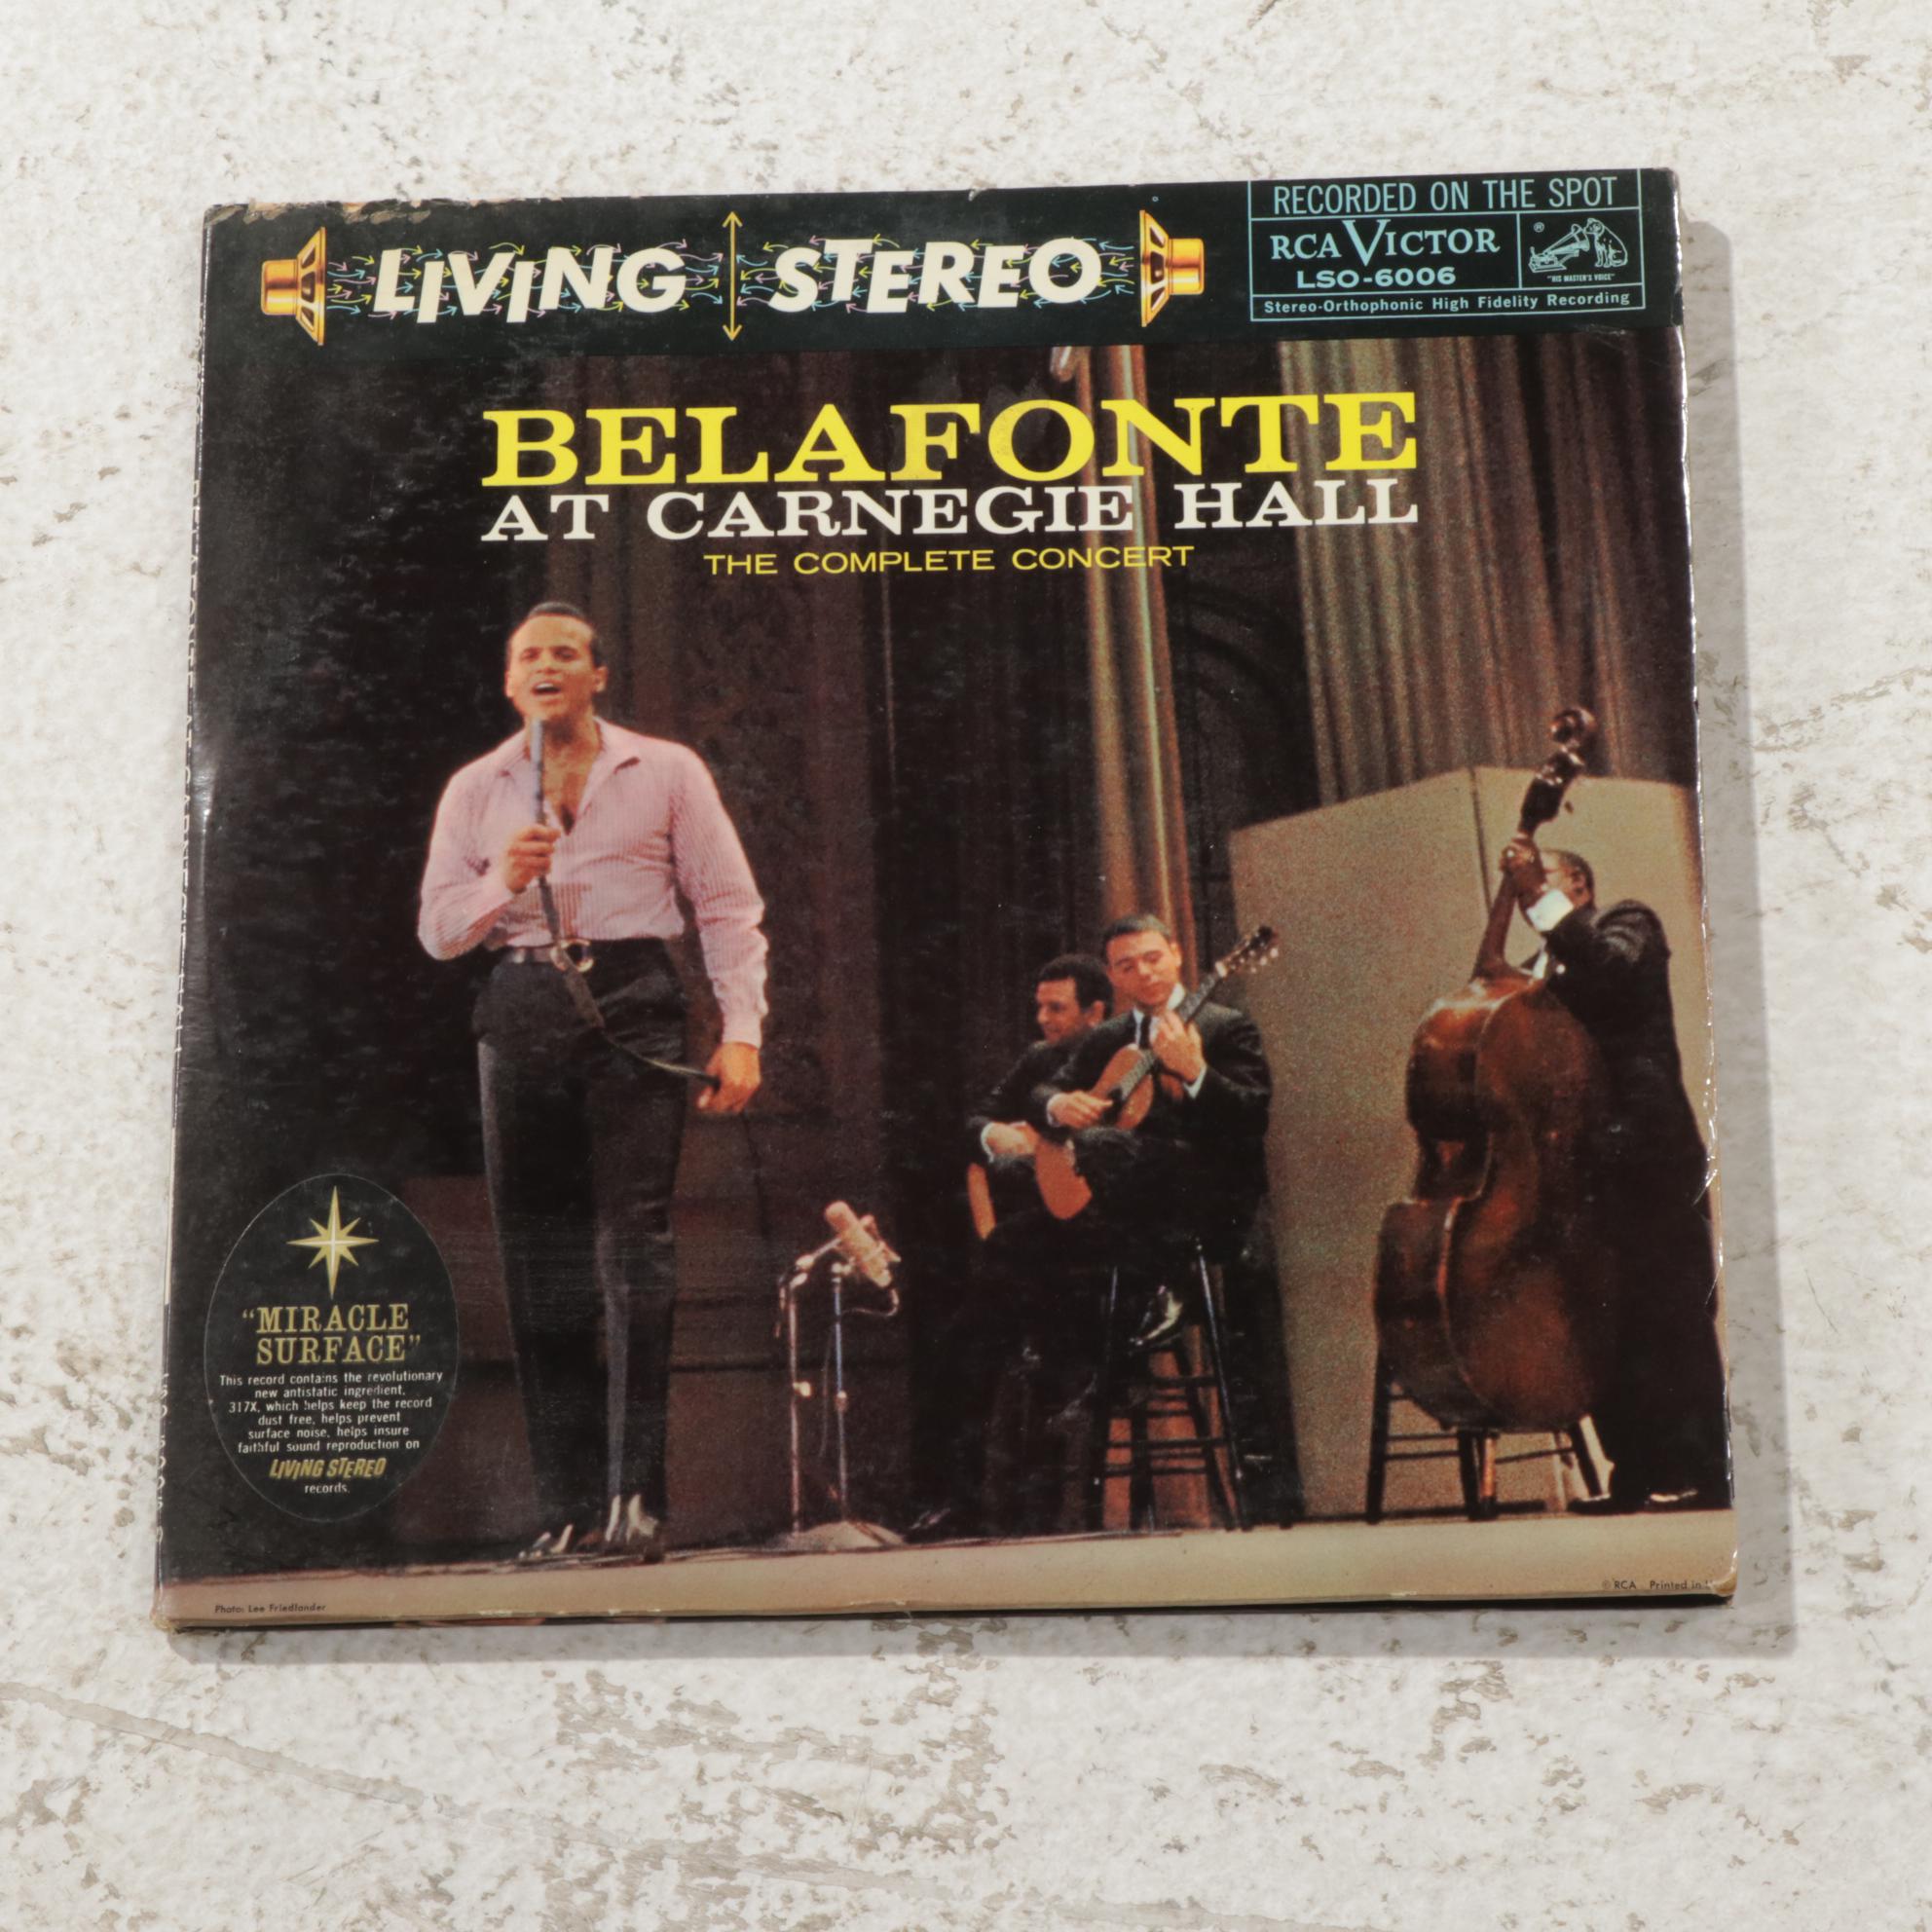 LIVING STEREO
RECORDED ON THE SPOT
RCA VICTOR
®
LSO-6006
"HIS MASTER'S VOICE"
Stereo-Orthophonic High Fidelity Recording
BELAFONTE
AT CARNEGIE HALL
THE COMPLETE CONCERT
"MIRACLE
SURFACE"
This record contains the revolutionary
new antistatic ingredient,
317X, which helps keep the record
dust free, helps prevent
surface noise, helps insure
faithful sound reproduction on
LIVING STEREO
records.
Photo: Lee Friedlander
© RCA Printed in